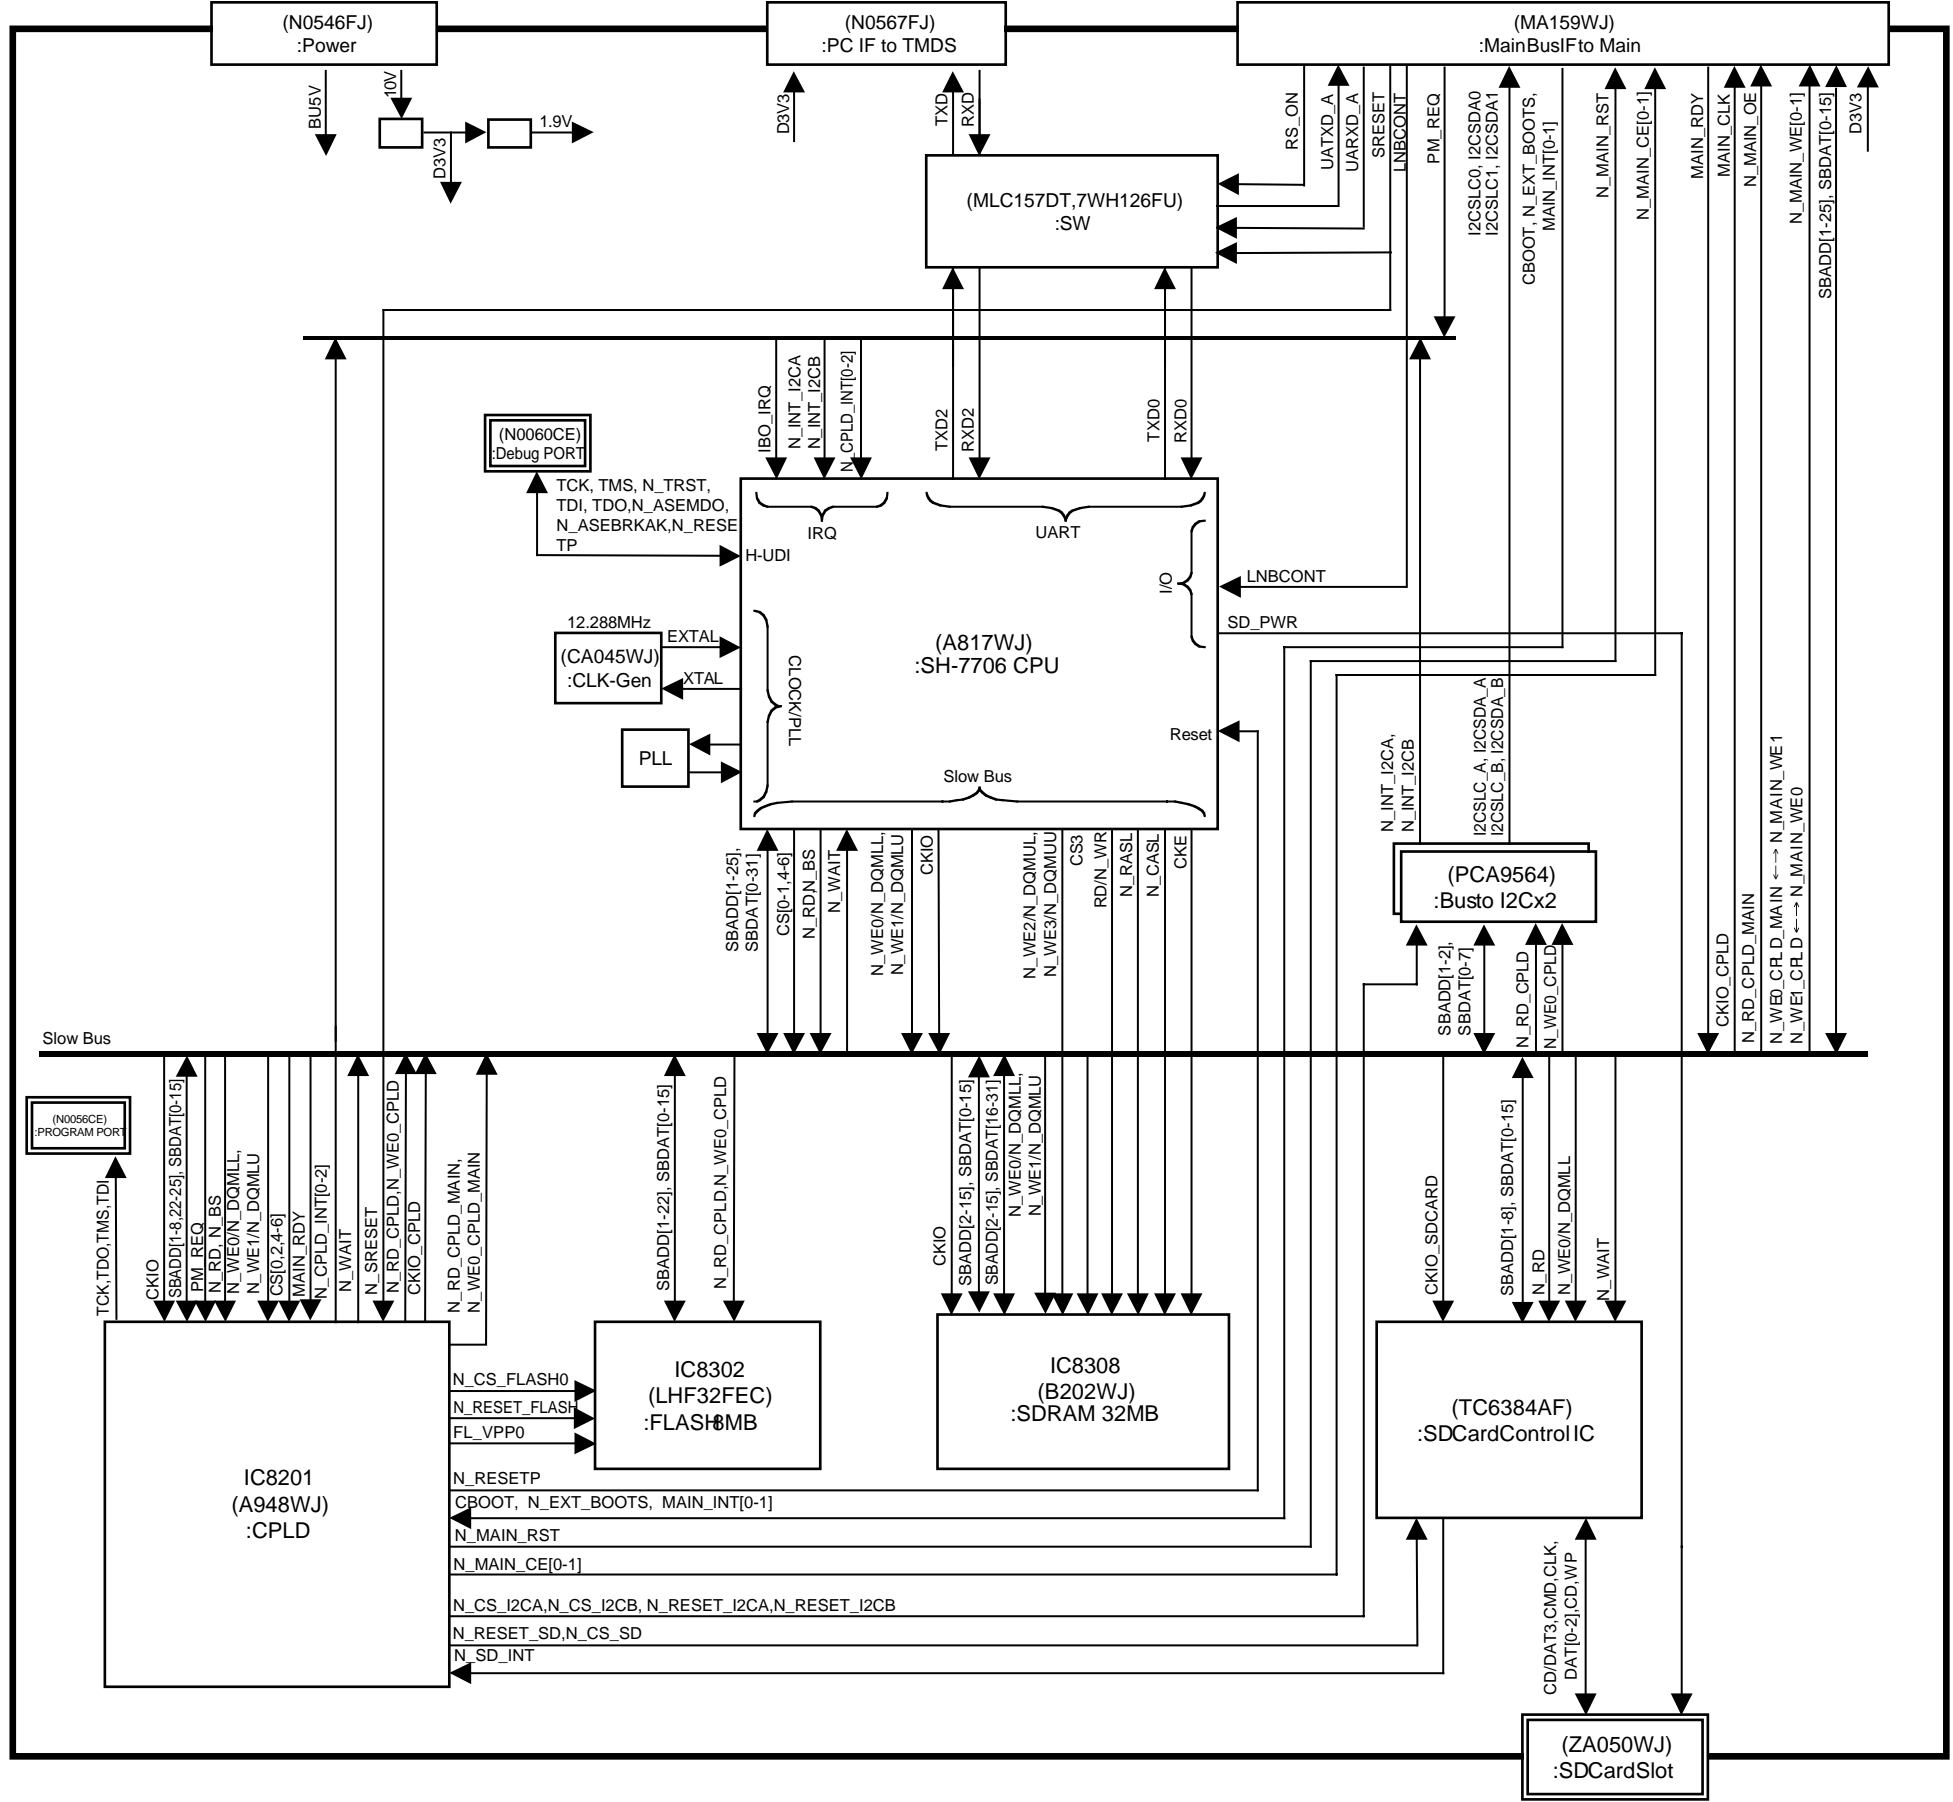 (N0546FJ)
:Power
(N0567FJ)
:PC IF to TMDS
(MA159WJ)
:MainBusIFto Main
BU5V
10V
D3V3
1.9V
D3V3
TXD
RXD
RS_ON
UATXD_A
UARXD_A
SRESET
LNBCONT
PM_REQ
I2CSLC0, I2CSDA0
I2CSLC1, I2CSDA1
CBOOT, N_EXT_BOOTS,
MAIN_INT[0-1]
N_MAIN_RST
N_MAIN_CE[0-1]
MAIN_RDY
MAIN_CLK
N_MAIN_OE
N_MAIN_WE[0-1]
SBADD[1-25], SBDAT[0-15]
D3V3
(MLC157DT,7WH126FU)
:SW
IBO_IRQ
N_INT_I2CA
N_INT_I2CB
N_CPLD_INT[0-2]
TXD2
RXD2
TXD0
RXD0
(N0060CE)
:Debug PORT
TCK, TMS, N_TRST,
TDI, TDO,N_ASEMDO,
N_ASEBRKAK,N_RESE
TP
H-UDI
IRQ
UART
I/O
LNBCONT
SD_PWR
12.288MHz
(CA045WJ)
:CLK-Gen
EXTAL
XTAL
CLOCK/PLL
PLL
(A817WJ)
:SH-7706 CPU
Reset
Slow Bus
N_INT_I2CA,
N_INT_I2CB
I2CSLC_A, I2CSDA_A
I2CSLC_B, I2CSDA_B
(PCA9564)
:Busto I2Cx2
SBADD[1-25],
SBDAT[0-31]
CS[0-1,4-6]
N_RD,N_BS
N_WAIT
N_WE0/N_DQMLL,
N_WE1/N_DQMLU
CKIO
N_WE2/N_DQMUL,
N_WE3/N_DQMUU
CS3
RD/N_WR
N_RASL
N_CASL
CKE
SBADD[1-2],
SBDAT[0-7]
N_RD_CPLD
N_WE0_CPLD
CKIO_CPLD
N_RD_CPLD_MAIN
N_WE0_CPLD_MAIN ←→ N_MAIN_WE1
N_WE1_CPLD ←→ N_MAIN_WE0
Slow Bus
(N0056CE)
:PROGRAM PORT
TCK,TDO,TMS,TDI
CKIO
SBADD[1-8,22-25], SBDAT[0-15]
PM_REQ
N_RD, N_BS
N_WE0/N_DQMLL,
N_WE1/N_DQMLU
CS[0,2,4-6]
MAIN_RDY
N_CPLD_INT[0-2]
N_WAIT
N_SRESET
N_RD_CPLD,N_WE0_CPLD
CKIO_CPLD
N_RD_CPLD_MAIN,
N_WE0_CPLD_MAIN
SBADD[1-22], SBDAT[0-15]
N_RD_CPLD,N_WE0_CPLD
CKIO
SBADD[2-15], SBDAT[0-15]
SBADD[2-15], SBDAT[16-31]
N_WE0/N_DQMLL,
N_WE1/N_DQMLU
CKIO_SDCARD
SBADD[1-8], SBDAT[0-15]
N_RD
N_WE0/N_DQMLL
N_WAIT
N_CS_FLASH0
N_RESET_FLASH
FL_VPP0
IC8302
(LHF32FEC)
:FLASH8MB
IC8308
(B202WJ)
:SDRAM 32MB
(TC6384AF)
:SDCardControl IC
IC8201
(A948WJ)
:CPLD
N_RESETP
CBOOT, N_EXT_BOOTS, MAIN_INT[0-1]
N_MAIN_RST
N_MAIN_CE[0-1]
N_CS_I2CA,N_CS_I2CB, N_RESET_I2CA,N_RESET_I2CB
N_RESET_SD,N_CS_SD
N_SD_INT
CD/DAT3,CMD,CLK,
DAT[0-2],CD,WP
(ZA050WJ)
:SDCardSlot